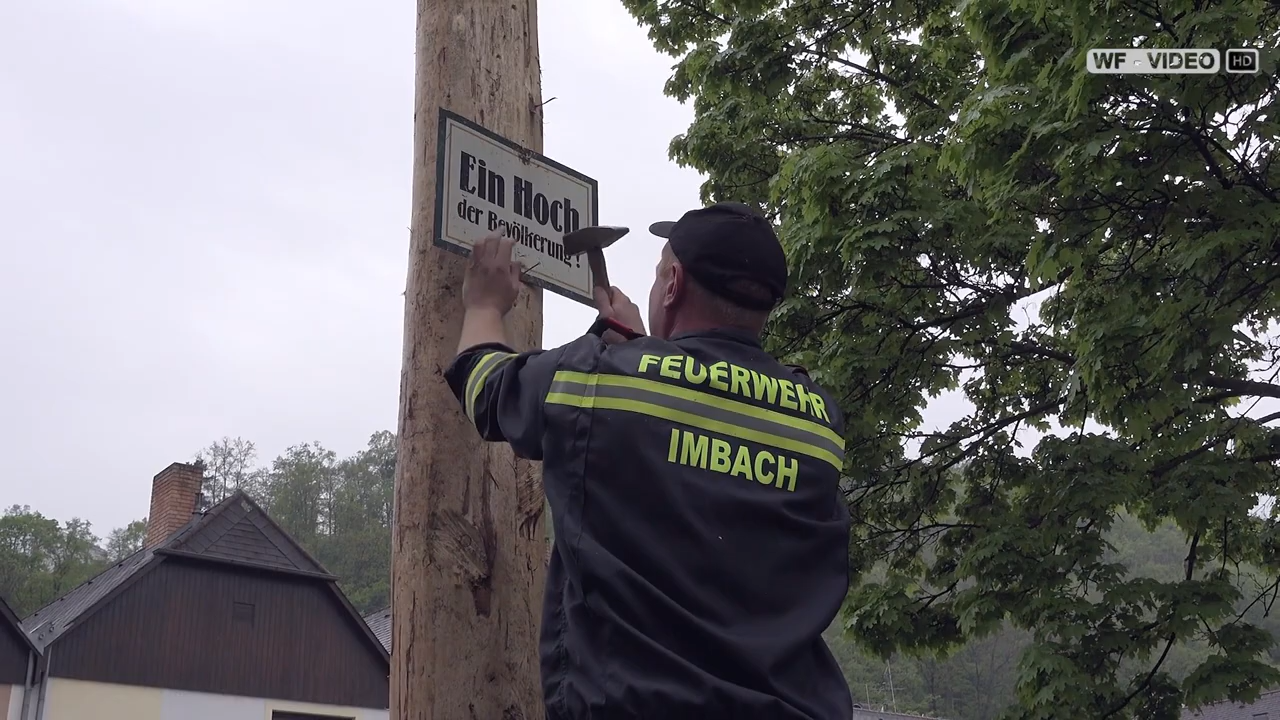 WF - VIDEO HD
Ein Hoch
der Bevölkerung!
FEUERWEHR
IMBACH